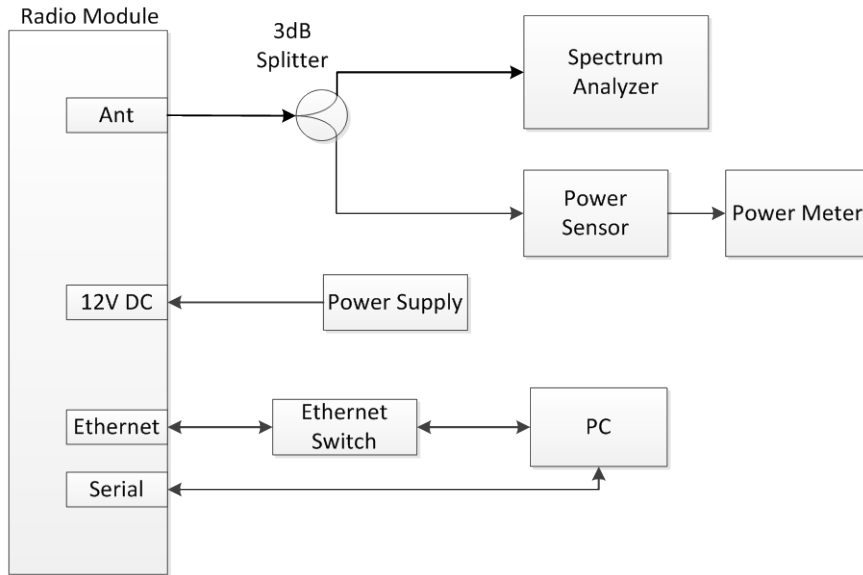 Radio Module
3dB
Splitter
Spectrum
Analyzer
Ant
Power
Sensor
Power Meter
12V DC
Power Supply
Ethernet
Ethernet
Switch
PC
Serial